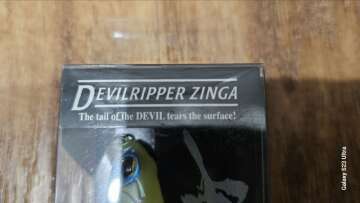 DEVILRIPPER ZINGA
The tail of the DEVIL tears the surface!
Galaxy S23 Ultra